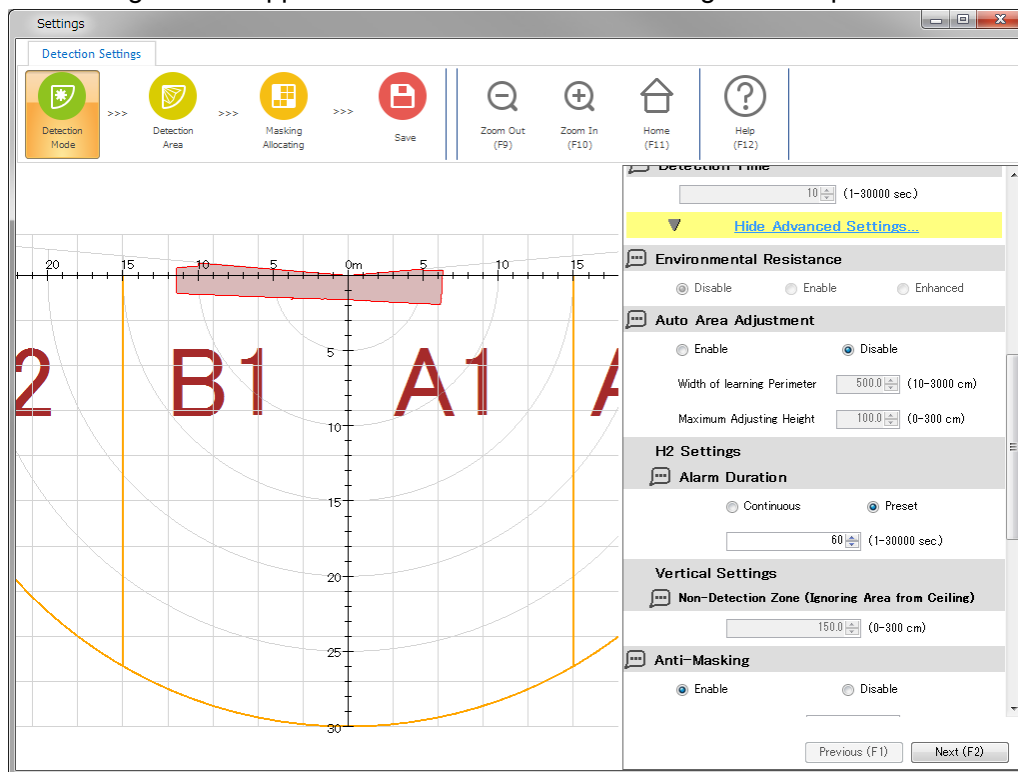 Settings
Detection Settings
Detection Mode >>> Detection Area >>> Masking Allocating >>> Save Zoom Out (F9) Zoom In (F10) Home (F11) Help (F12)
Detection Time
10 (1-30000 sec.)
Hide Advanced Settings...
Environmental Resistance
Disable Enable Enhanced
Auto Area Adjustment
Enable Disable
Width of learning Perimeter 500.0 (10-3000 cm)
Maximum Adjusting Height 100.0 (0-300 cm)
H2 Settings
Alarm Duration
Continuous Preset
60 (1-30000 sec.)
Vertical Settings
Non-Detection Zone (Ignoring Area from Ceiling)
150.0 (0-300 cm)
Anti-Masking
Enable Disable
Previous (F1) Next (F2)
20 15 10 5 0m 5 10 15
5
2 B1 A1
10
15
20
25
30